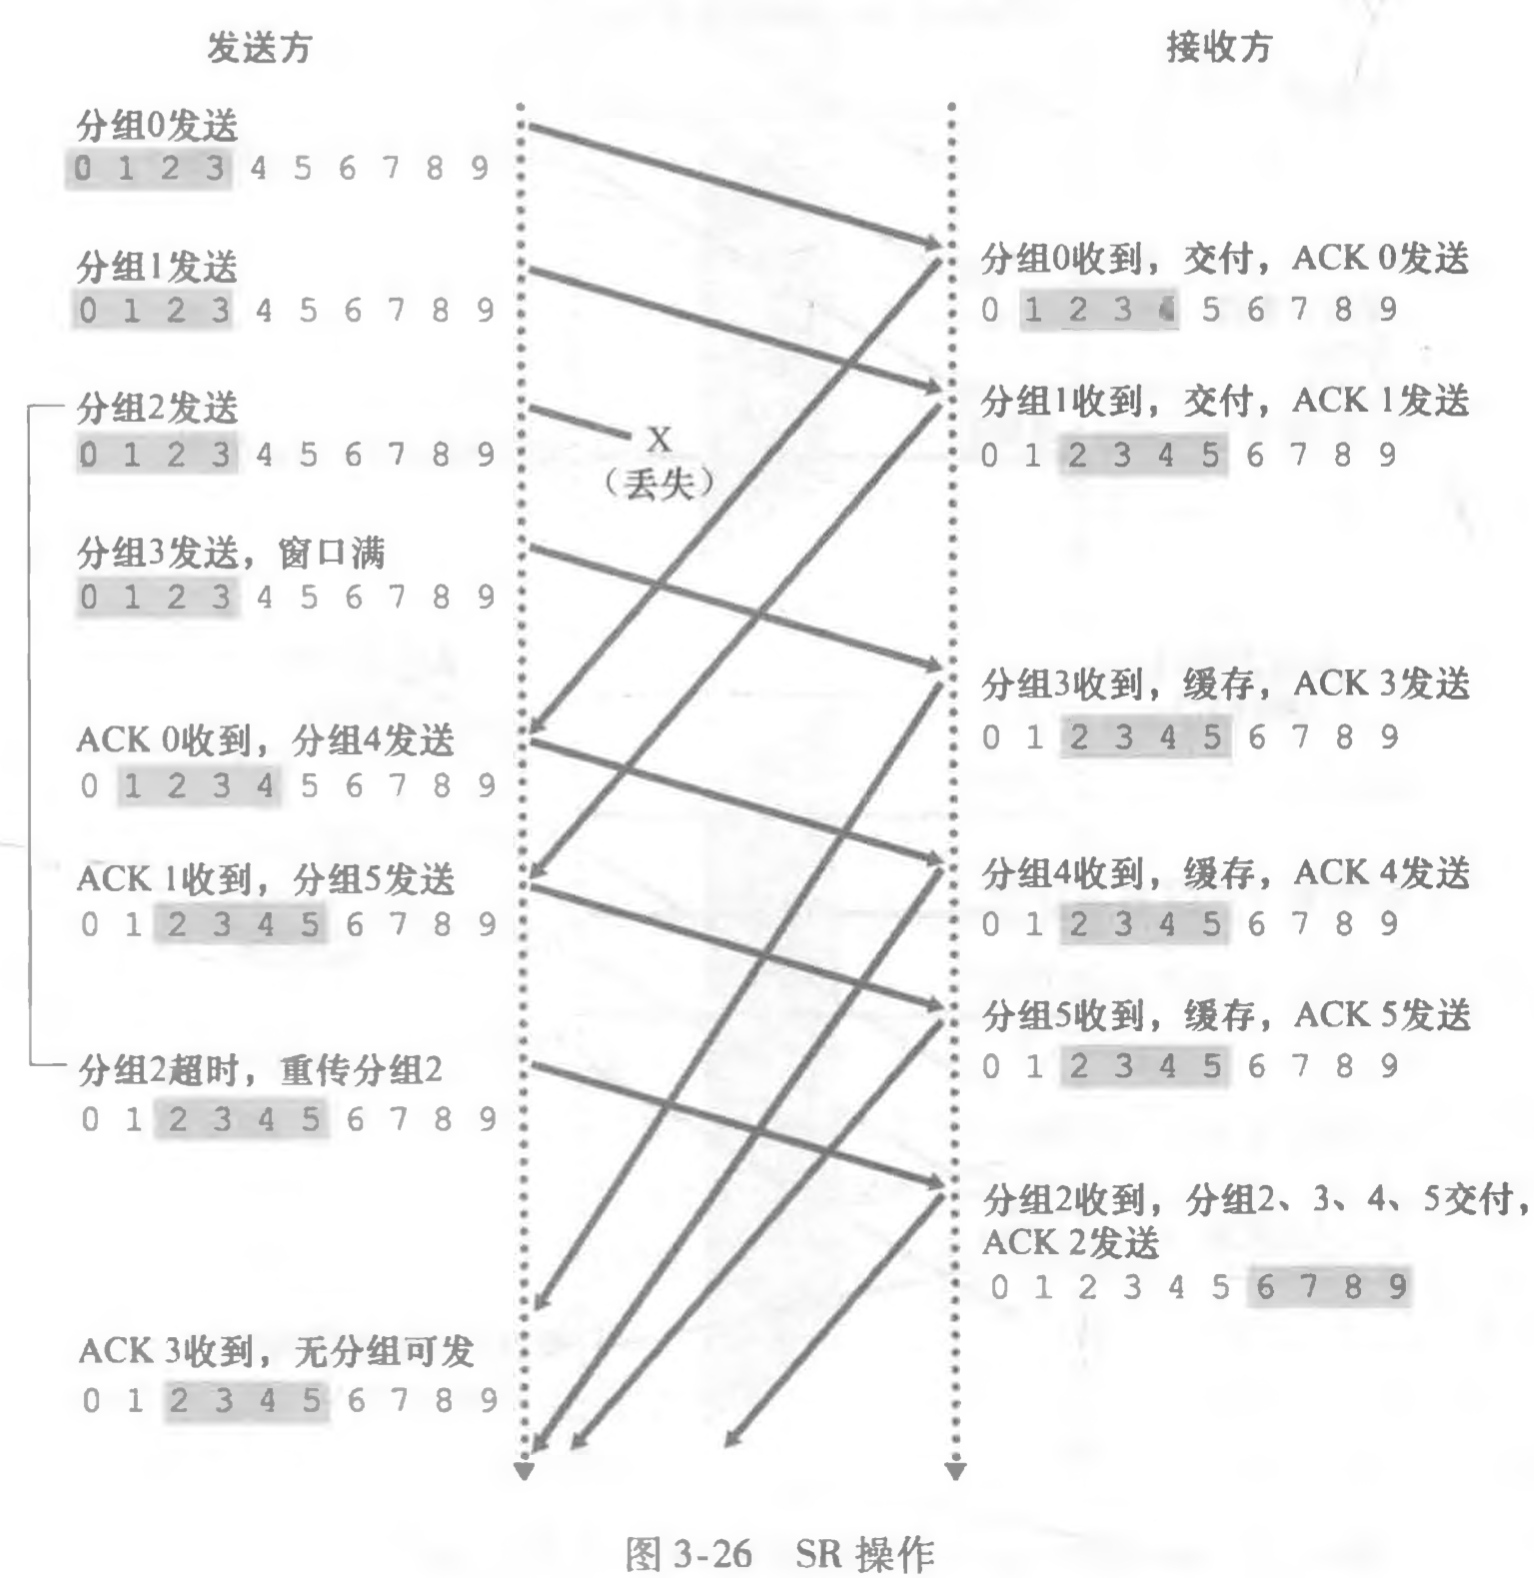 发送方
接收方
分组0发送
0 1 2 3 4 5 6 7 8 9
分组0收到，交付，ACK 0发送
0 1 2 3 4 5 6 7 8 9
分组1发送
0 1 2 3 4 5 6 7 8 9
分组1收到，交付，ACK 1发送
0 1 2 3 4 5 6 7 8 9
分组2发送
0 1 2 3 4 5 6 7 8 9
X
（丢失）
分组3发送，窗口满
0 1 2 3 4 5 6 7 8 9
分组3收到，缓存，ACK 3发送
0 1 2 3 4 5 6 7 8 9
ACK 0收到，分组4发送
0 1 2 3 4 5 6 7 8 9
分组4收到，缓存，ACK 4发送
0 1 2 3 4 5 6 7 8 9
ACK 1收到，分组5发送
0 1 2 3 4 5 6 7 8 9
分组5收到，缓存，ACK 5发送
0 1 2 3 4 5 6 7 8 9
分组2超时，重传分组2
0 1 2 3 4 5 6 7 8 9
分组2收到，分组2、3、4、5交付，
ACK 2发送
0 1 2 3 4 5 6 7 8 9
ACK 3收到，无分组可发
0 1 2 3 4 5 6 7 8 9
图 3-26 SR 操作